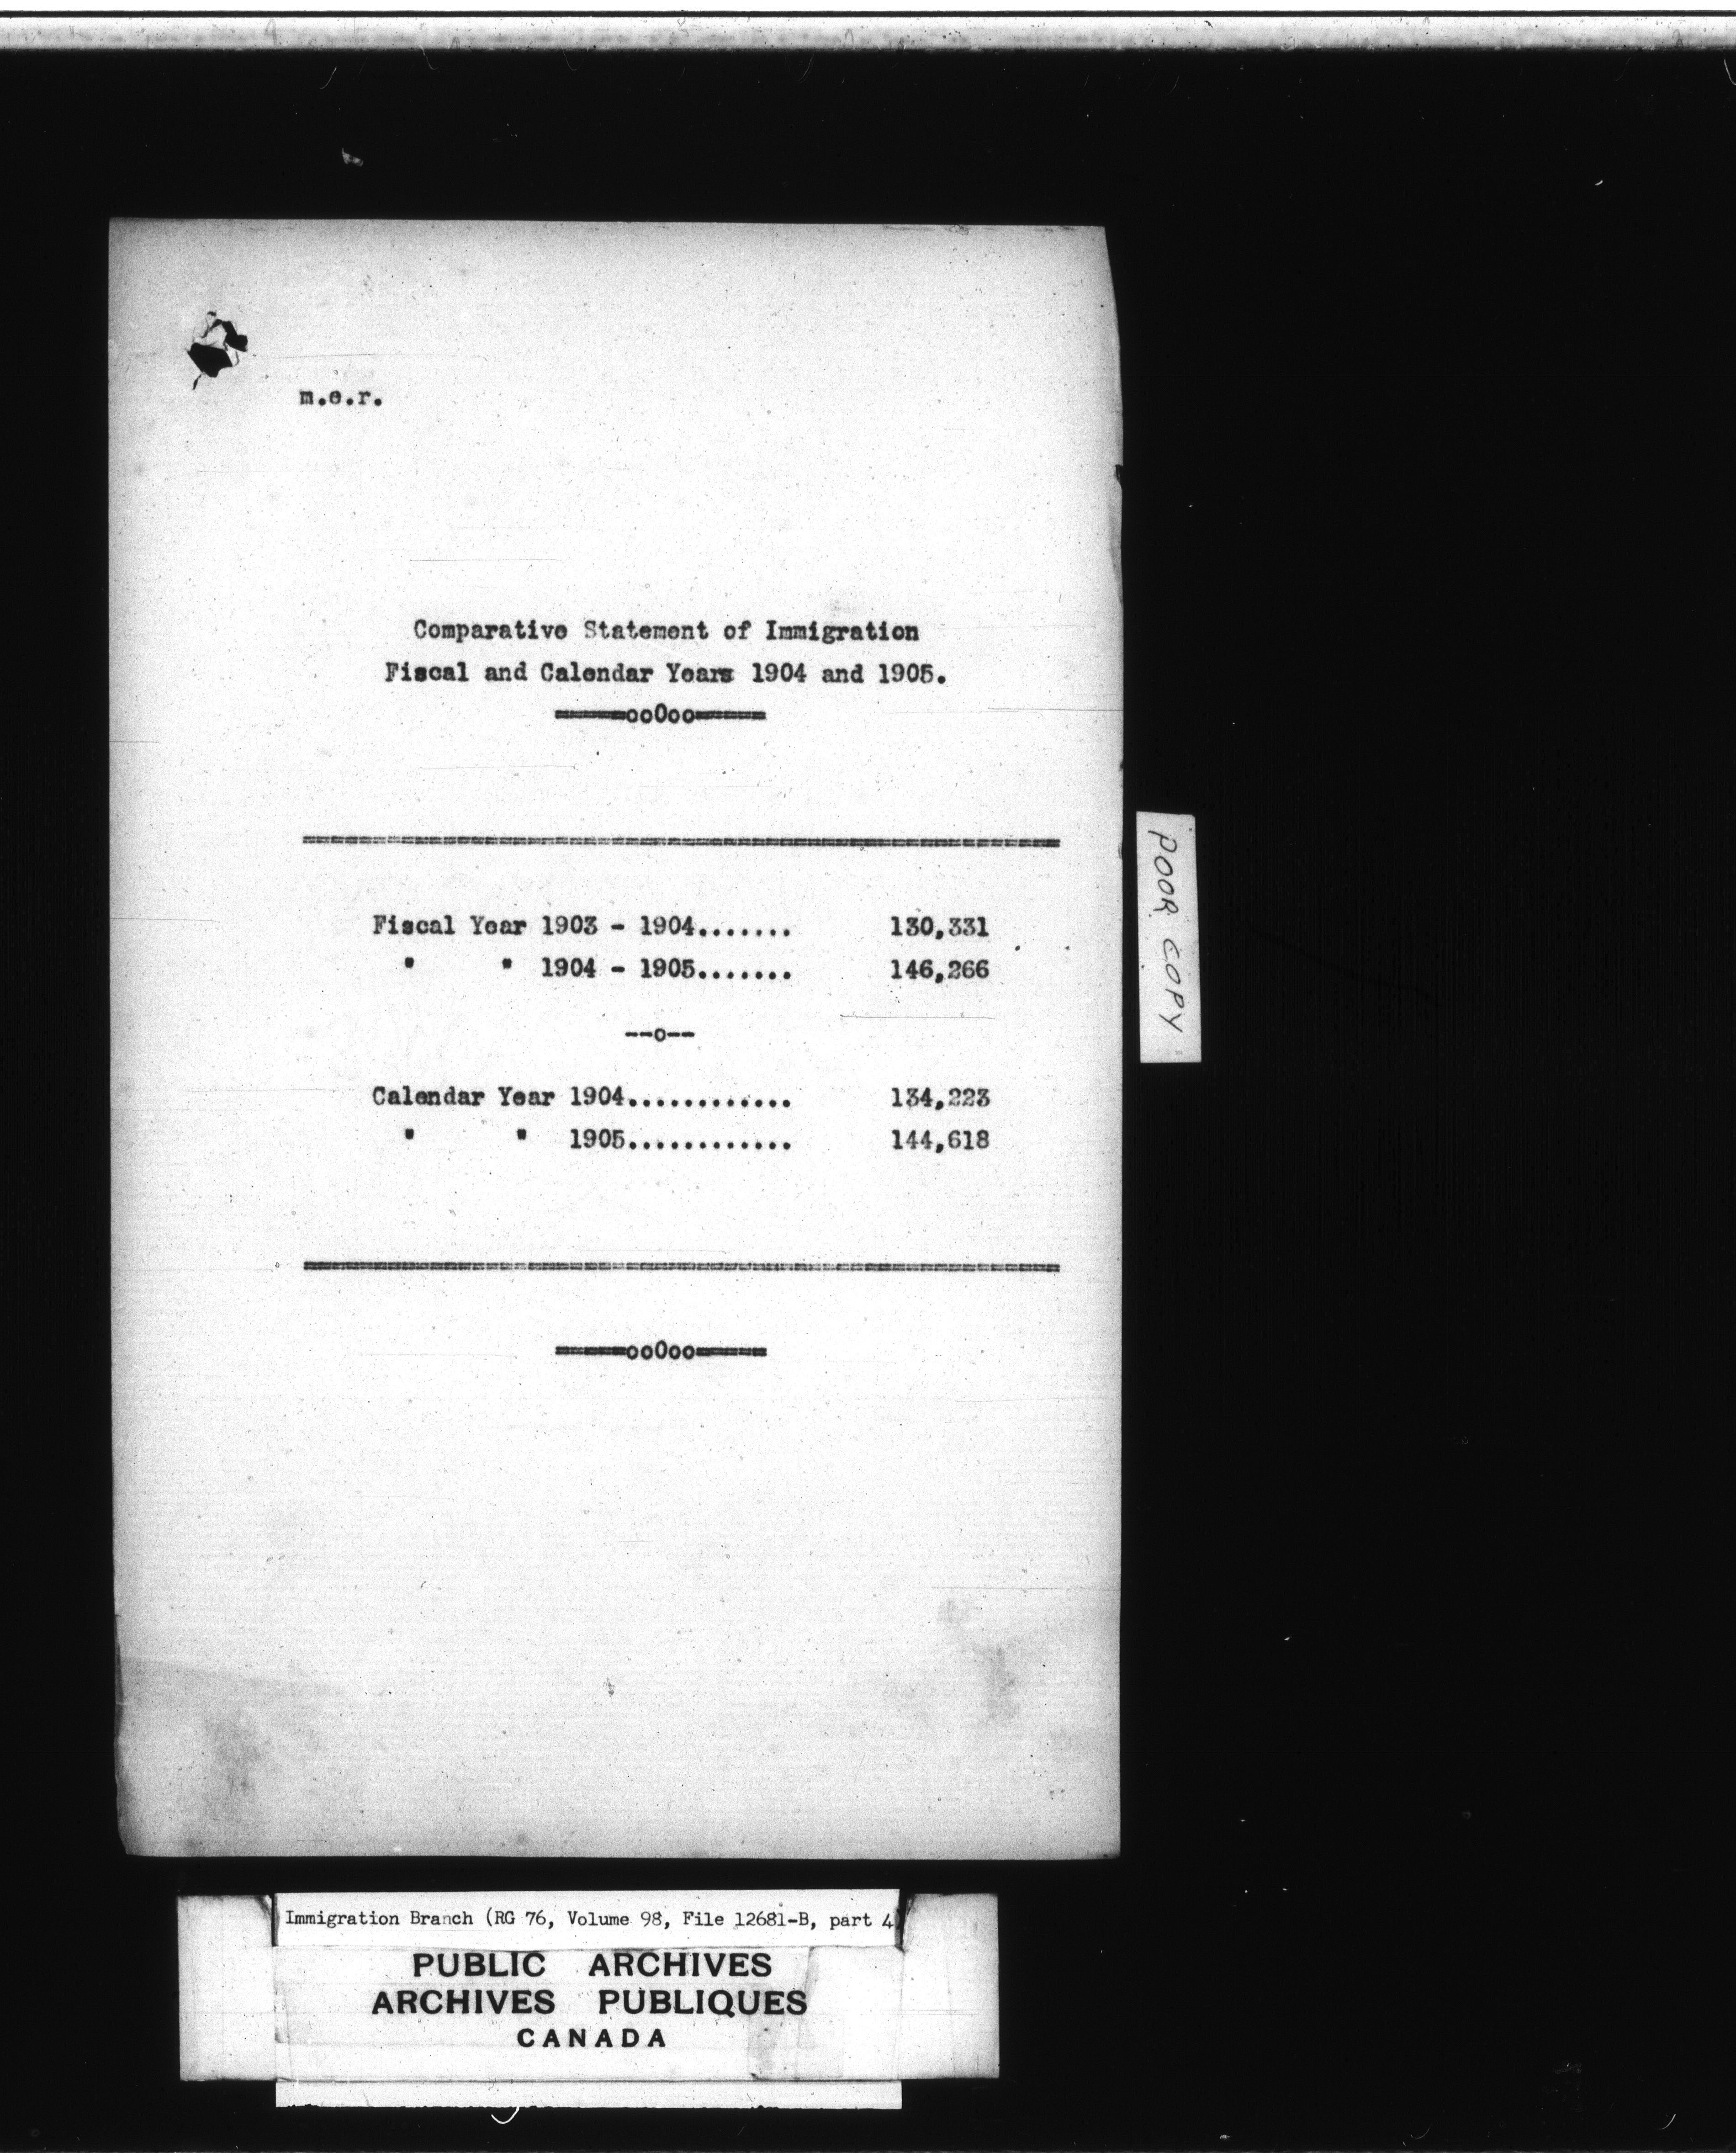 m.e.r.
Comparative Statement of Immigration
Fiscal and Calendar Years 1904 and 1905.
=====ooOoo=====
Fiscal Year 1903 - 1904....... 130,331
" " 1904 - 1905....... 146,266
--o--
Calendar Year 1904............ 134,223
" " 1905............ 144,618
=====ooOoo=====
POOR COPY
Immigration Branch (RG 76, Volume 98, File 12681-B, part 4
PUBLIC ARCHIVES
ARCHIVES PUBLIQUES
CANADA